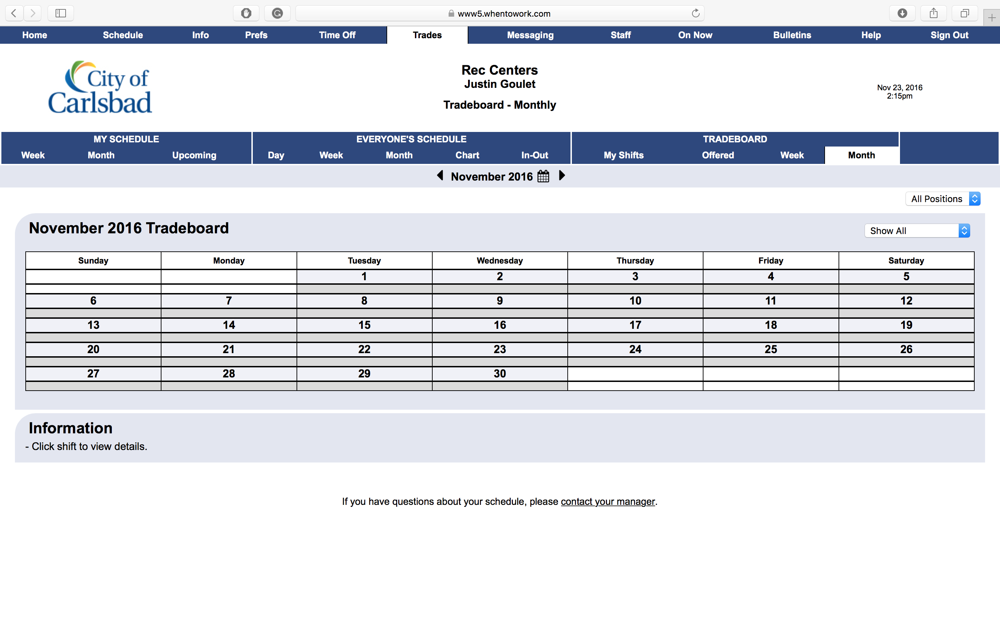 www5.whentowork.com
Home Schedule Info Prefs Time Off Trades Messaging Staff On Now Bulletins Help Sign Out
City of
Carlsbad
Rec Centers
Justin Goulet
Tradeboard - Monthly
Nov 23, 2016
2:15pm
MY SCHEDULE EVERYONE'S SCHEDULE TRADEBOARD
Week Month Upcoming Day Week Month Chart In-Out My Shifts Offered Week Month
November 2016
All Positions
November 2016 Tradeboard
Show All
Sunday Monday Tuesday Wednesday Thursday Friday Saturday
1 2 3 4 5
6 7 8 9 10 11 12
13 14 15 16 17 18 19
20 21 22 23 24 25 26
27 28 29 30
Information
- Click shift to view details.
If you have questions about your schedule, please contact your manager.